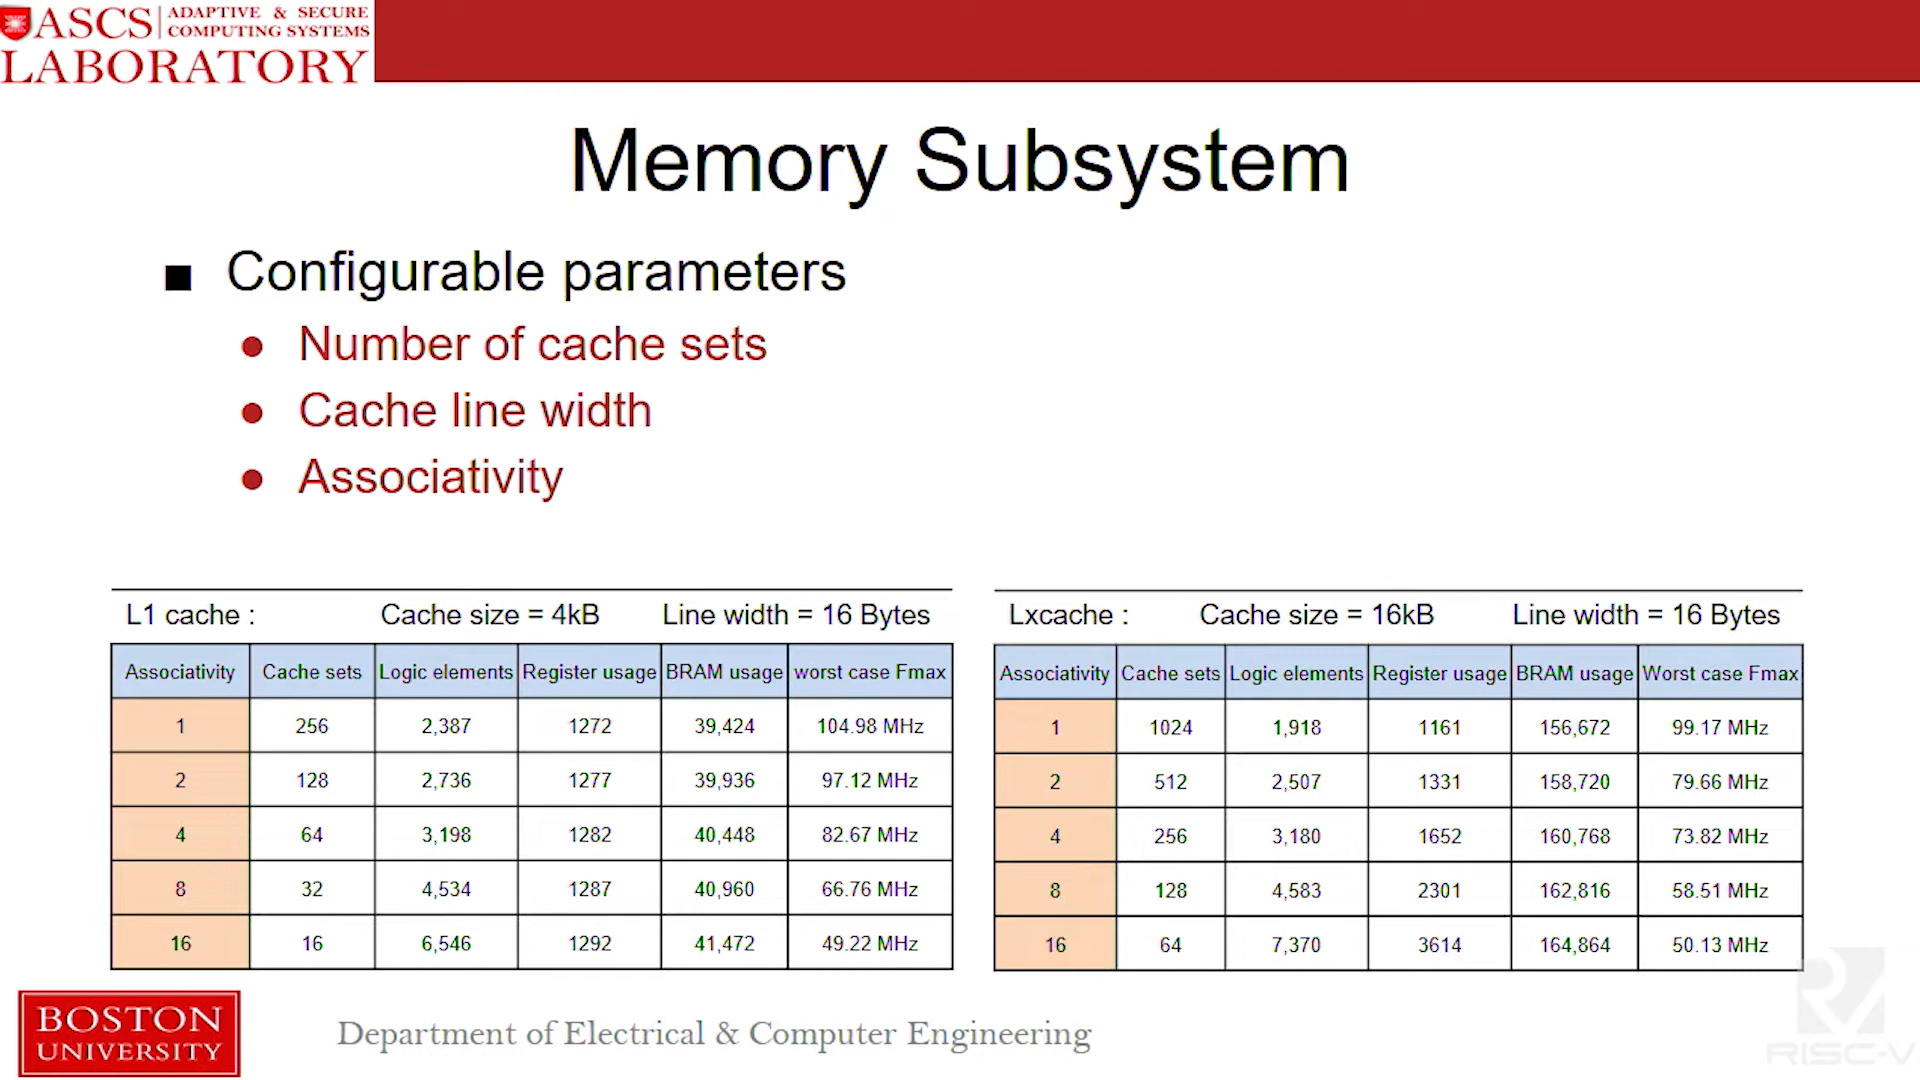 ASCS ADAPTIVE & SECURE
COMPUTING SYSTEMS
LABORATORY
Memory Subsystem
Configurable parameters
Number of cache sets
Cache line width
Associativity
L1 cache : Cache size = 4kB Line width = 16 Bytes
Associativity Cache sets Logic elements Register usage BRAM usage worst case Fmax
1 256 2,387 1272 39,424 104.98 MHz
2 128 2,736 1277 39,936 97.12 MHz
4 64 3,198 1282 40,448 82.67 MHz
8 32 4,534 1287 40,960 66.76 MHz
16 16 6,546 1292 41,472 49.22 MHz
Lxcache : Cache size = 16kB Line width = 16 Bytes
Associativity Cache sets Logic elements Register usage BRAM usage Worst case Fmax
1 1024 1,918 1161 156,672 99.17 MHz
2 512 2,507 1331 158,720 79.66 MHz
4 256 3,180 1652 160,768 73.82 MHz
8 128 4,583 2301 162,816 58.51 MHz
16 64 7,370 3614 164,864 50.13 MHz
BOSTON
UNIVERSITY
Department of Electrical & Computer Engineering
RISC-V